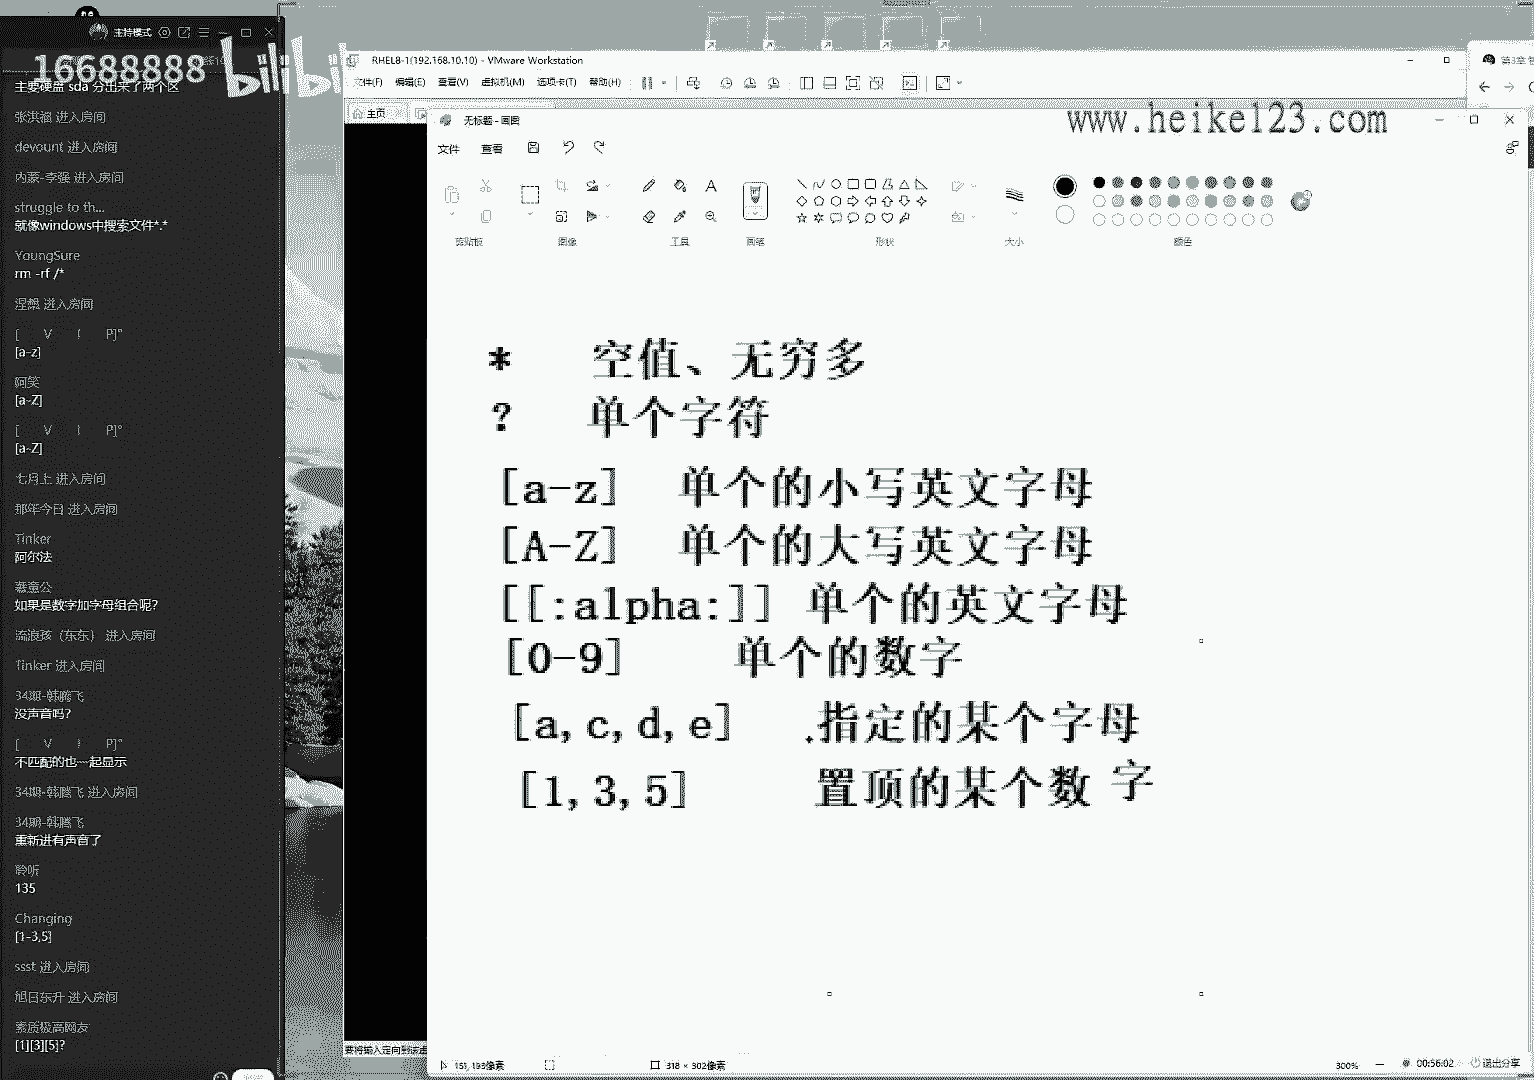 主持模式
16688888 bilibili
主要硬盘 sda 分出来了两个区
张洪福 进入房间
devount 进入房间
内蒙-李强 进入房间
struggle to th...
就像windows中搜索文件*.*
YoungSure
rm -rf /*
涅槃 进入房间
[ V I P]°
[a-z]
阿笑
[a-Z]
[ V I P]°
[a-Z]
七月上 进入房间
那年今日 进入房间
Tinker
阿尔法
如果是数字加字母组合呢?
流浪孩（东东） 进入房间
Tinker 进入房间
34期-韩腾飞
没声音吗?
[ V I P]°
不匹配的也一起显示
34期-韩腾飞 进入房间
34期-韩腾飞
重新进有声音了
聆听
135
Changing
[1-3,5]
ssst 进入房间
旭日东升 进入房间
素质极高网友
[1][3][5]?
RHEL8-1(192.168.10.10) - VMware Workstation
文件(F) 编辑(E) 查看(V) 虚拟机(M) 选项卡(T) 帮助(H)
主页
第3章 管
无标题 - 画图
www.heike123.com
文件 查看
剪贴板 图像 工具 画笔 形状 大小 颜色
* 空值、无穷多
? 单个字符
[a-z] 单个的小写英文字母
[A-Z] 单个的大写英文字母
[[:alpha:]] 单个的英文字母
[0-9] 单个的数字
[a,c,d,e] .指定的某个字母
[1,3,5] 置顶的某个数 字
要将输入定向到该虚
151, 193像素
318 × 302像素
300%
00:56:02
退出分享